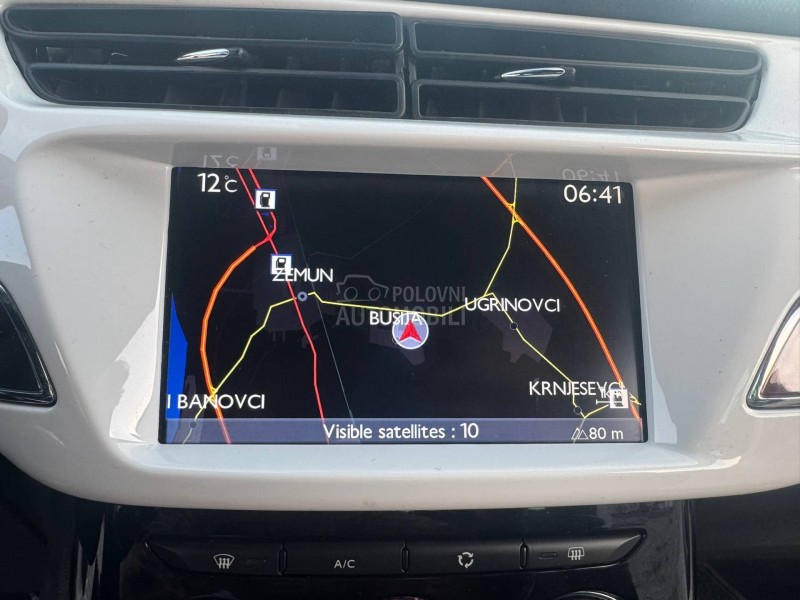 12°C
06:41
ZEMUN
POLOVNI
AUTOMOBILI
BUSIJA
UGRINOVCI
KRNJESEVCI
I BANOVCI
Visible satellites : 10
80 m
A/C